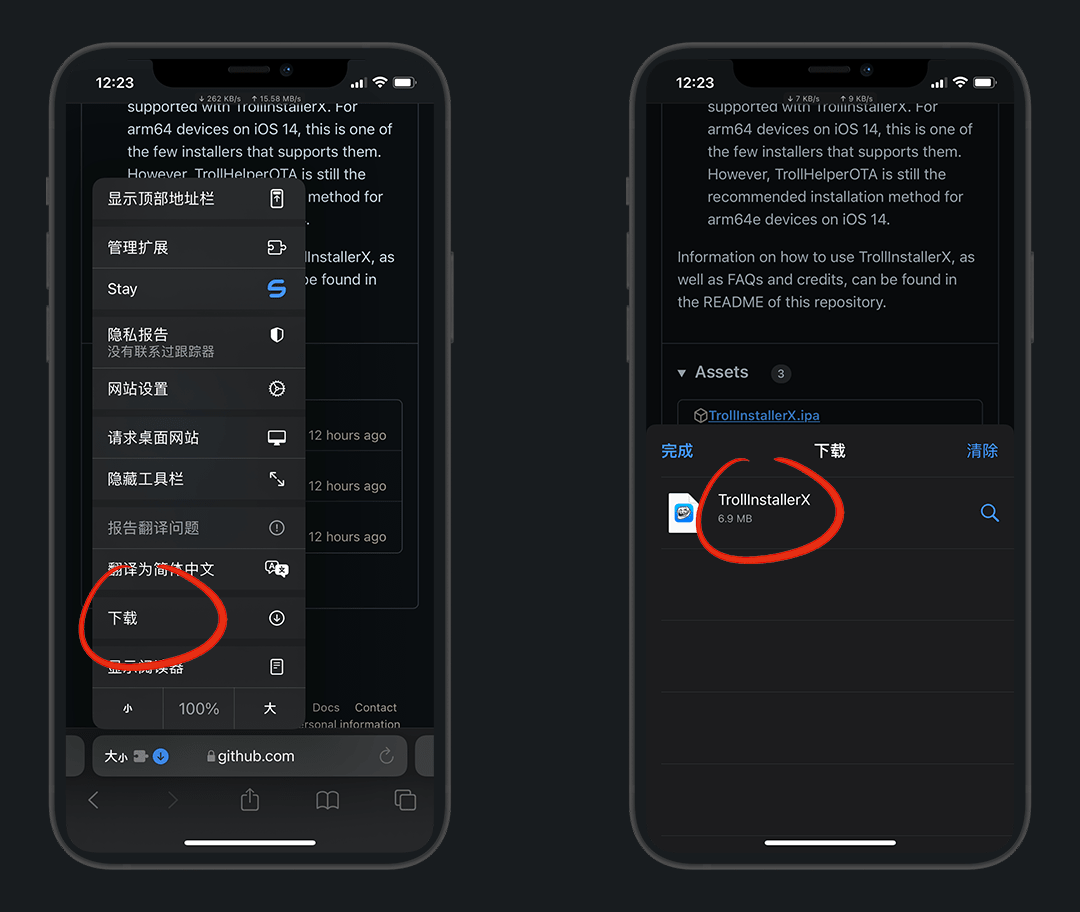 12:23
↓ 262 KB/s ↑ 15.58 MB/s
supported with TrollInstallerX. For
arm64 devices on iOS 14, this is one of
the few installers that supports them.
However, TrollHelperOTA is still the
method for
.
llInstallerX, as
be found in
显示顶部地址栏
管理扩展
Stay
隐私报告
没有联系过跟踪器
网站设置
请求桌面网站
隐藏工具栏
报告翻译问题
翻译为简体中文
下载
显示阅读器
小 100% 大
12 hours ago
12 hours ago
12 hours ago
Docs Contact
ersonal information
大小 github.com
12:23
↓ 7 KB/s ↑ 9 KB/s
supported with TrollInstallerX. For
arm64 devices on iOS 14, this is one of
the few installers that supports them.
However, TrollHelperOTA is still the
recommended installation method for
arm64e devices on iOS 14.
Information on how to use TrollInstallerX, as
well as FAQs and credits, can be found in
the README of this repository.
▾ Assets 3
TrollInstallerX.ipa
完成 下载 清除
TrollInstallerX
6.9 MB